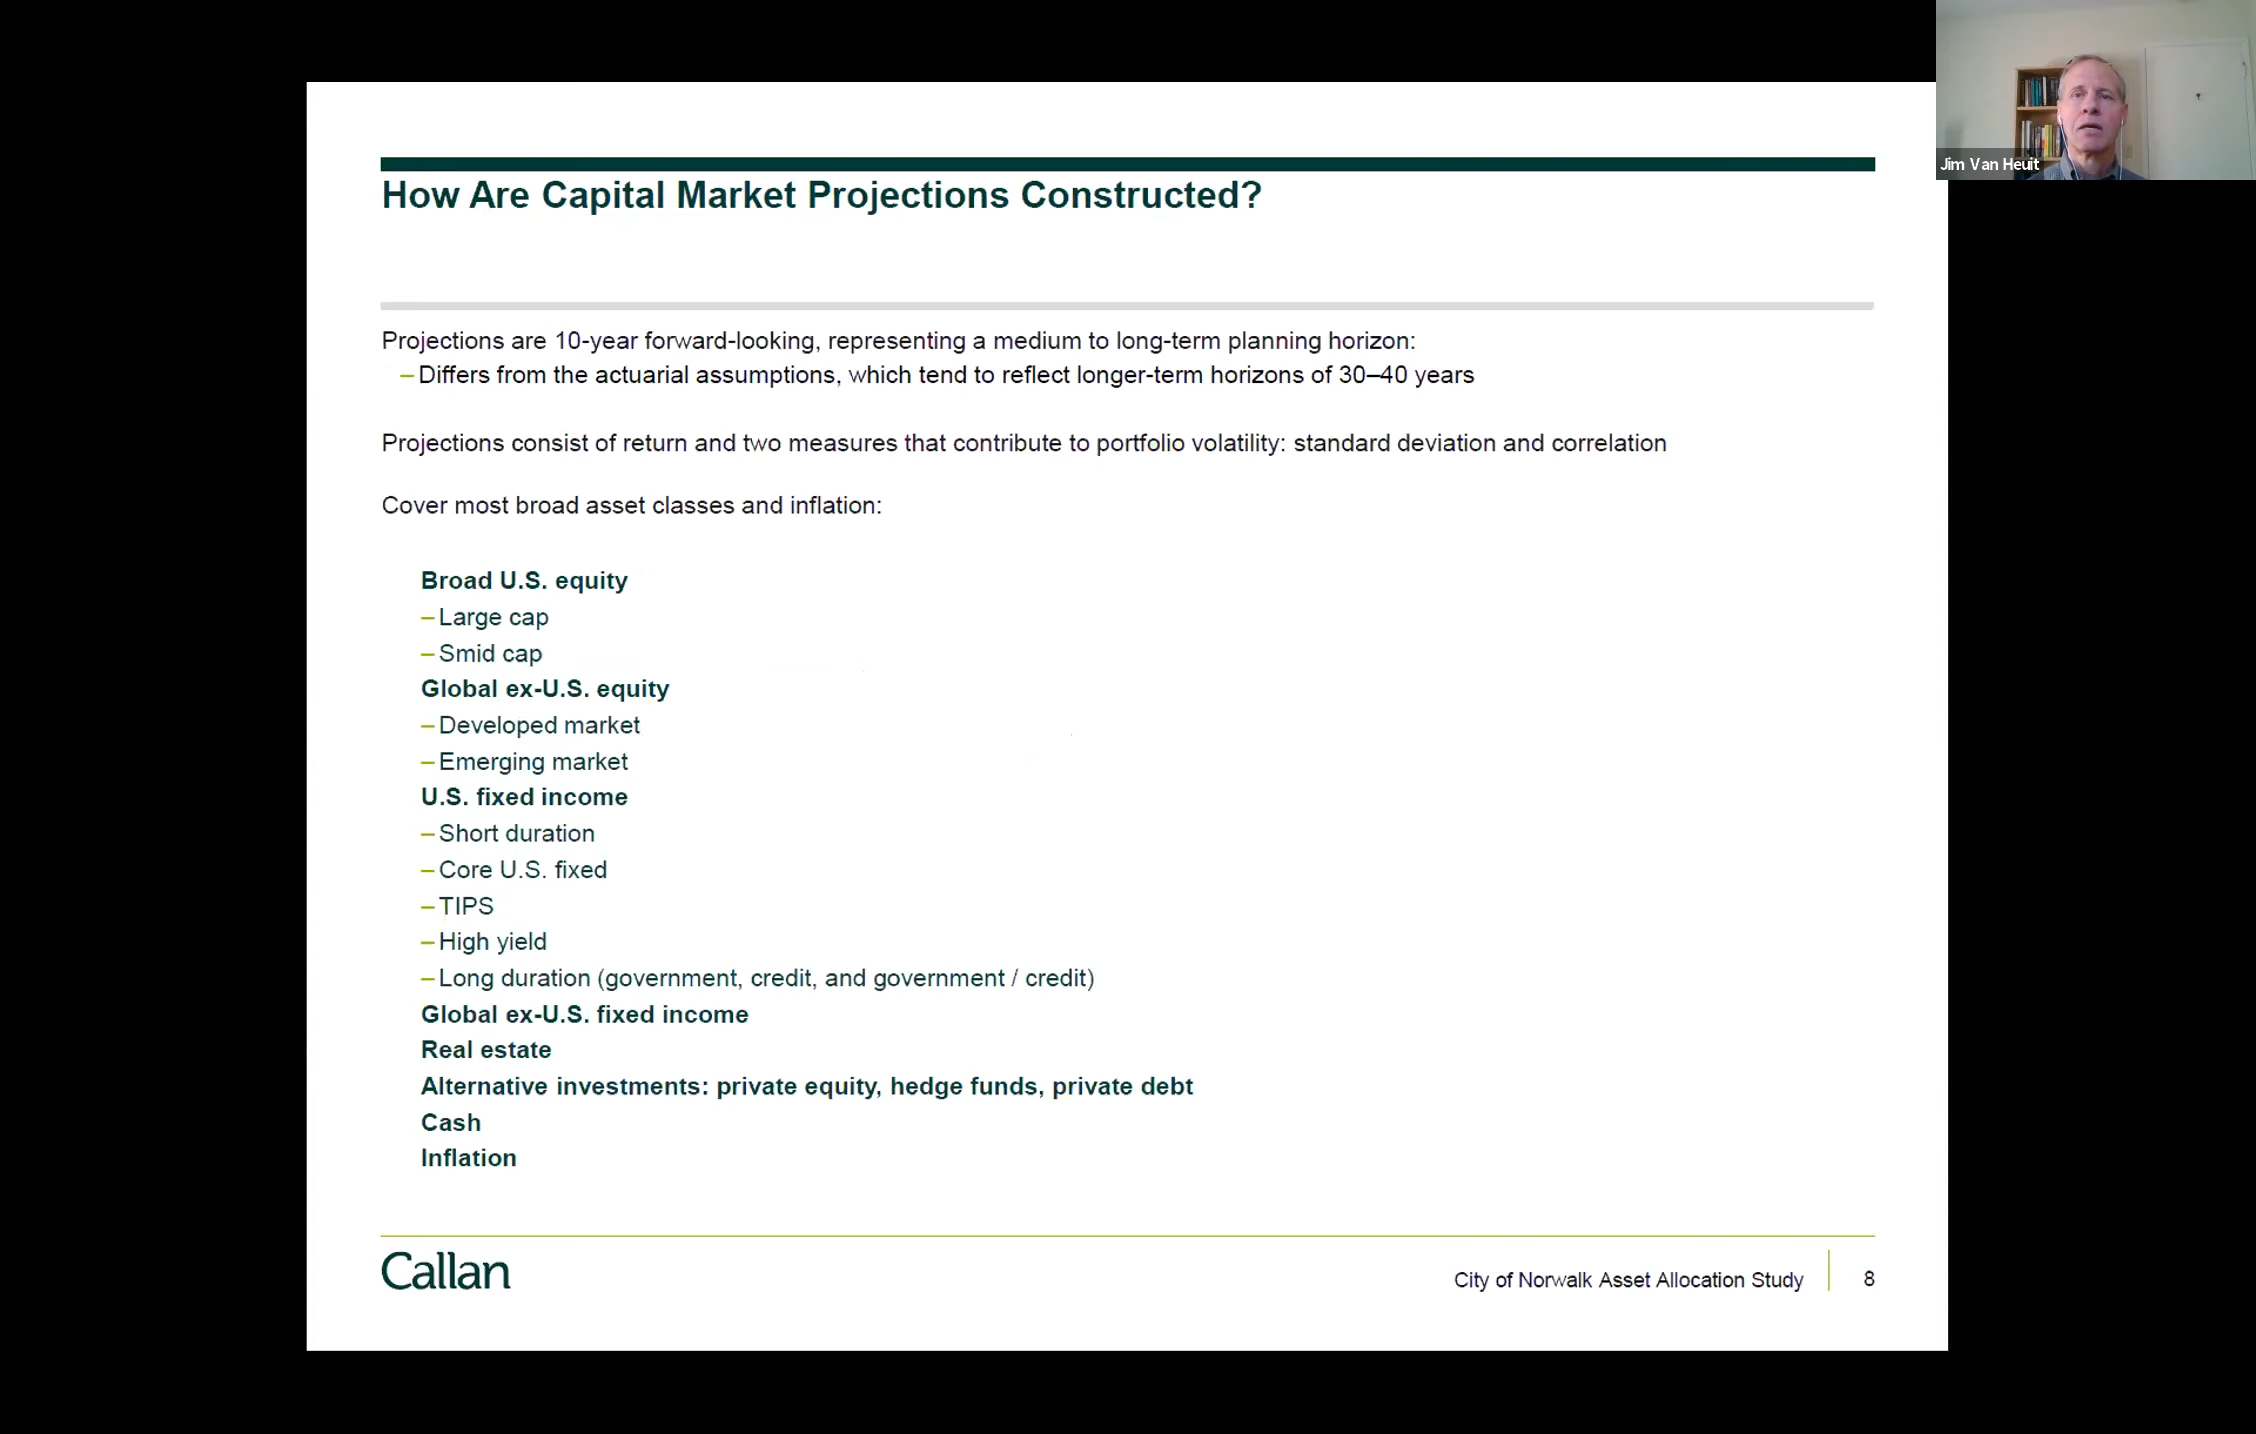 How Are Capital Market Projections Constructed?
Projections are 10-year forward-looking, representing a medium to long-term planning horizon:
– Differs from the actuarial assumptions, which tend to reflect longer-term horizons of 30–40 years
Projections consist of return and two measures that contribute to portfolio volatility: standard deviation and correlation
Cover most broad asset classes and inflation:
Broad U.S. equity
– Large cap
– Smid cap
Global ex-U.S. equity
– Developed market
– Emerging market
U.S. fixed income
– Short duration
– Core U.S. fixed
– TIPS
– High yield
– Long duration (government, credit, and government / credit)
Global ex-U.S. fixed income
Real estate
Alternative investments: private equity, hedge funds, private debt
Cash
Inflation
Callan
City of Norwalk Asset Allocation Study
8
Jim Van Heuit